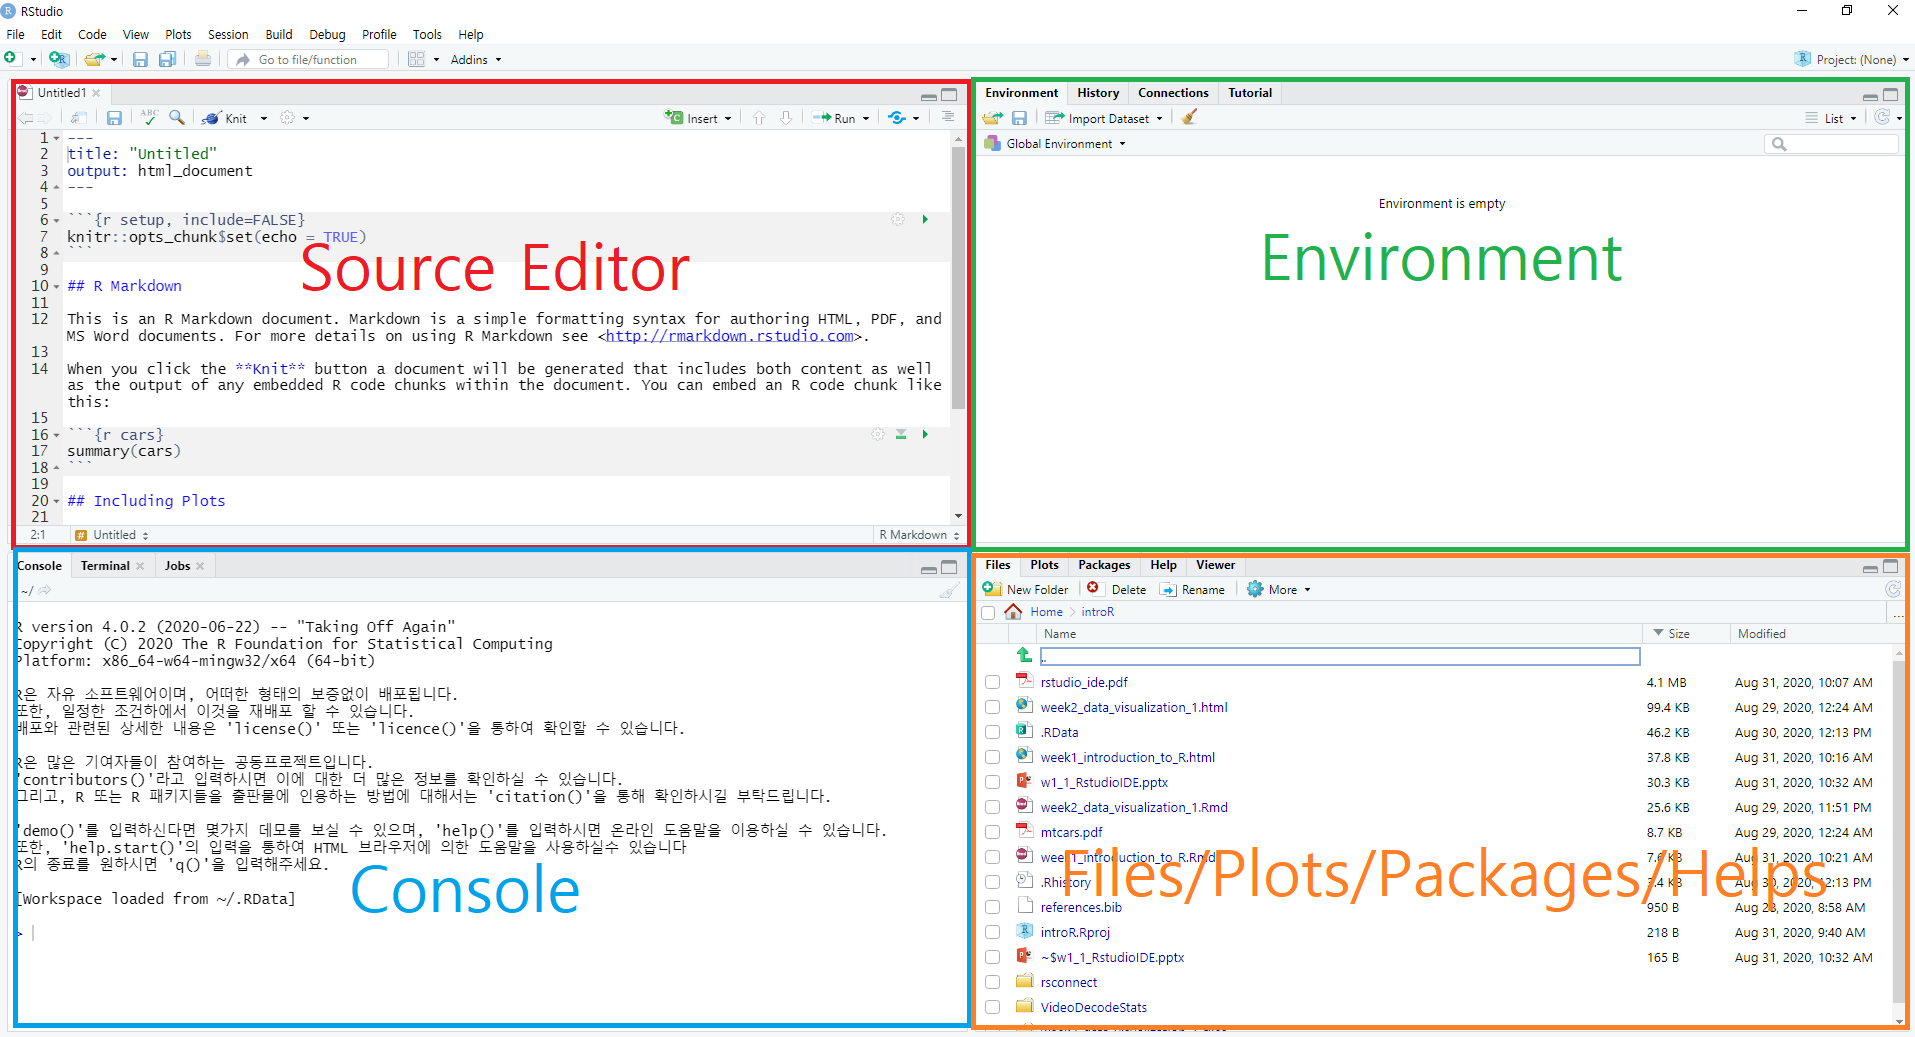 RStudio
File Edit Code View Plots Session Build Debug Profile Tools Help
Go to file/function Addins Project: (None)
Untitled1
ABC Knit Insert Run
1 ---
2 title: "Untitled"
3 output: html_document
4 ---
5
6 ```{r setup, include=FALSE}
7 knitr::opts_chunk$set(echo = TRUE)
8 ```
9
Source Editor
10 ## R Markdown
11
12 This is an R Markdown document. Markdown is a simple formatting syntax for authoring HTML, PDF, and
MS Word documents. For more details on using R Markdown see <http://rmarkdown.rstudio.com>.
13
14 When you click the **Knit** button a document will be generated that includes both content as well
as the output of any embedded R code chunks within the document. You can embed an R code chunk like
this:
15
16 ```{r cars}
17 summary(cars)
18 ```
19
20 ## Including Plots
21
2:1 Untitled R Markdown
Environment History Connections Tutorial
Import Dataset List
Global Environment
Environment is empty
Environment
Console Terminal Jobs
~/
R version 4.0.2 (2020-06-22) -- "Taking Off Again"
Copyright (C) 2020 The R Foundation for Statistical Computing
Platform: x86_64-w64-mingw32/x64 (64-bit)
R은 자유 소프트웨어이며, 어떠한 형태의 보증없이 배포됩니다.
또한, 일정한 조건하에서 이것을 재배포 할 수 있습니다.
배포와 관련된 상세한 내용은 'license()' 또는 'licence()'을 통하여 확인할 수 있습니다.
R은 많은 기여자들이 참여하는 공동프로젝트입니다.
'contributors()'라고 입력하시면 이에 대한 더 많은 정보를 확인하실 수 있습니다.
그리고, R 또는 R 패키지들을 출판물에 인용하는 방법에 대해서는 'citation()'을 통해 확인하시길 부탁드립니다.
'demo()'를 입력하신다면 몇가지 데모를 보실 수 있으며, 'help()'를 입력하시면 온라인 도움말을 이용하실 수 있습니다.
또한, 'help.start()'의 입력을 통하여 HTML 브라우저에 의한 도움말을 사용하실수 있습니다
R의 종료를 원하시면 'q()'을 입력해주세요.
[Workspace loaded from ~/.RData]
>
Console
Files Plots Packages Help Viewer
New Folder Delete Rename More
Home introR ...
Name Size Modified
..
rstudio_ide.pdf 4.1 MB Aug 31, 2020, 10:07 AM
week2_data_visualization_1.html 99.4 KB Aug 29, 2020, 12:24 AM
.RData 46.2 KB Aug 30, 2020, 12:13 PM
week1_introduction_to_R.html 37.8 KB Aug 31, 2020, 10:16 AM
w1_1_RstudioIDE.pptx 30.3 KB Aug 31, 2020, 10:32 AM
week2_data_visualization_1.Rmd 25.6 KB Aug 29, 2020, 11:51 PM
mtcars.pdf 8.7 KB Aug 29, 2020, 12:24 AM
week1_introduction_to_R.Rmd 7.6 KB Aug 31, 2020, 10:21 AM
.Rhistory 3.4 KB Aug 30, 2020, 12:13 PM
references.bib 950 B Aug 28, 2020, 8:58 AM
introR.Rproj 218 B Aug 31, 2020, 9:40 AM
~$w1_1_RstudioIDE.pptx 165 B Aug 31, 2020, 10:32 AM
rsconnect
VideoDecodeStats
Files/Plots/Packages/Helps